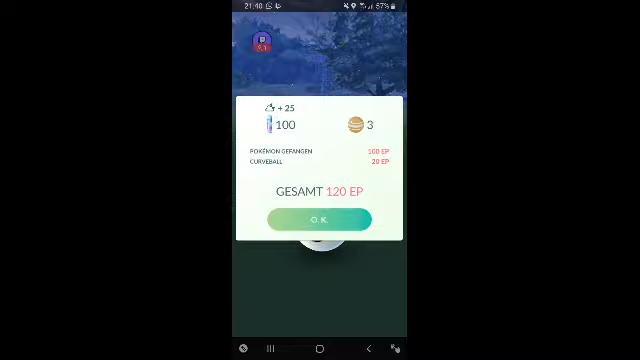 21:40
57%
+ 25
100
3
POKÉMON GEFANGEN 100 EP
CURVEBALL 20 EP
GESAMT 120 EP
O.K.